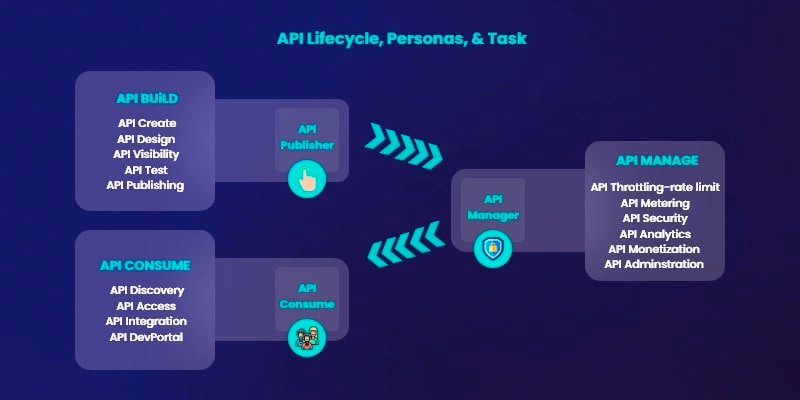 API Lifecycle, Personas, & Task
API BUiLD
API Create
API Design
API Visibility
API Test
API Publishing
API
Publisher
API CONSUME
API Discovery
API Access
API Integration
API DevPortal
API
Consume
API
Manager
API MANAGE
API Throttling-rate limit
API Metering
API Security
API Analytics
API Monetization
API Adminstration